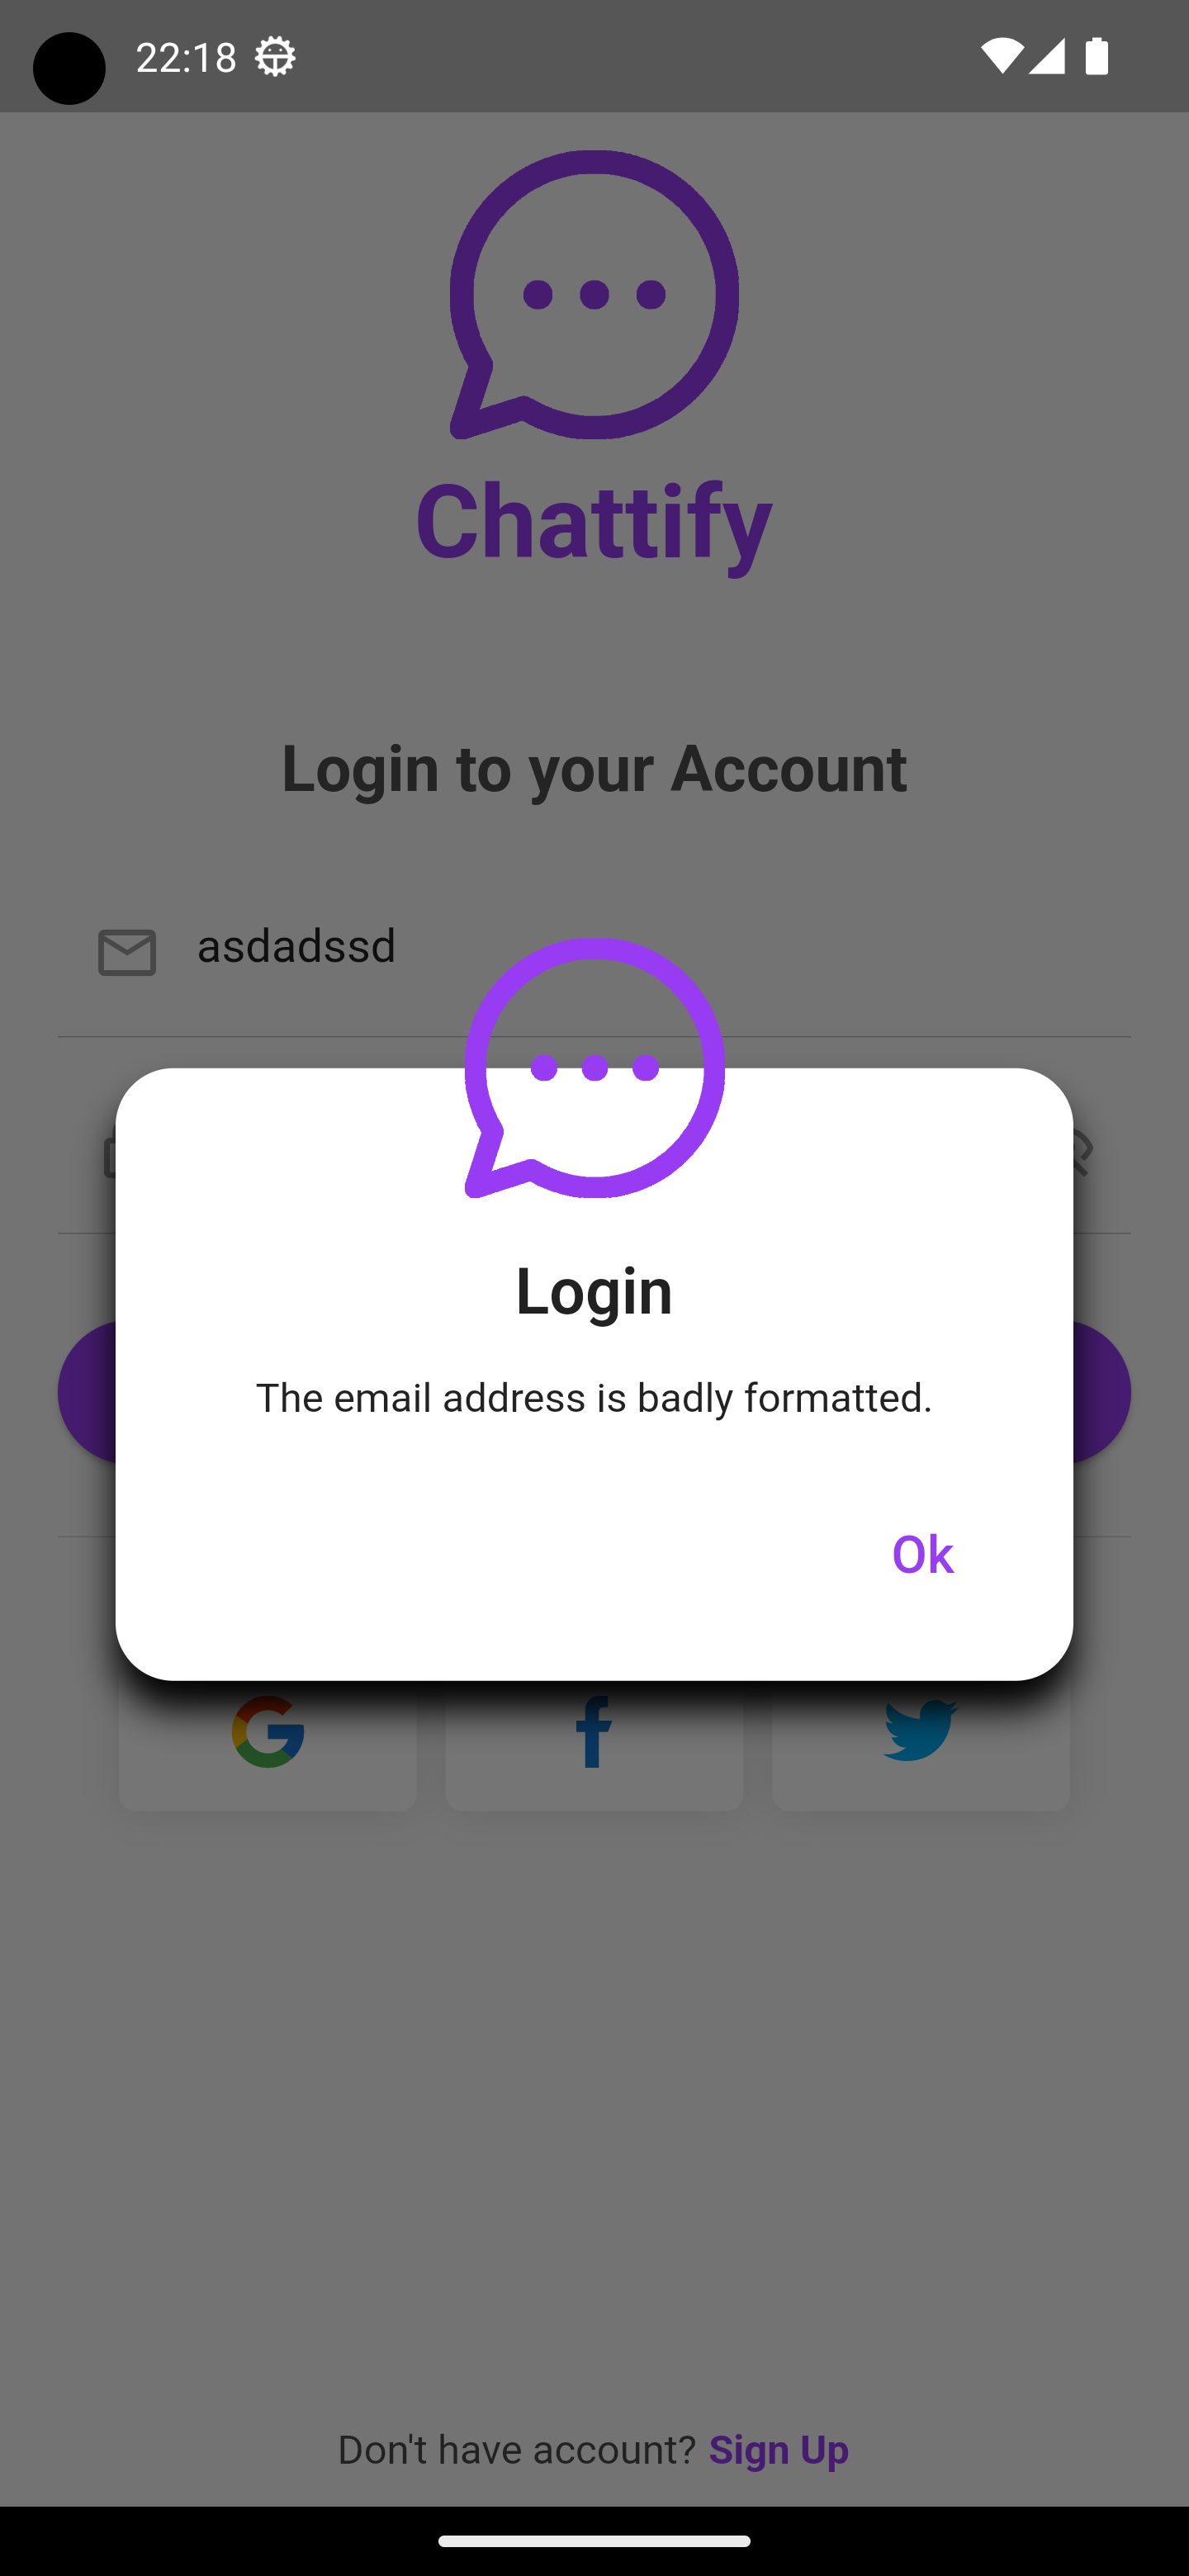 22:18
Chattify
Login to your Account
asdadssd
Login
The email address is badly formatted.
Ok
Don't have account? Sign Up